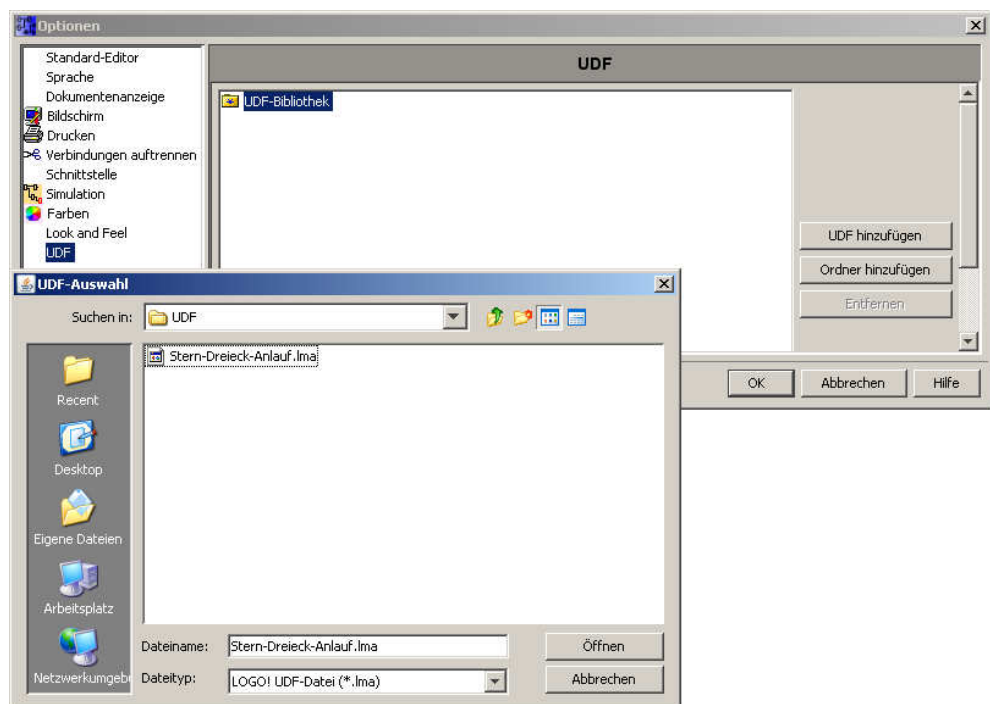 Optionen
Standard-Editor
Sprache
Dokumentenanzeige
Bildschirm
Drucken
Verbindungen auftrennen
Schnittstelle
Simulation
Farben
Look and Feel
UDF
UDF
UDF-Bibliothek
UDF hinzufügen
Ordner hinzufügen
Entfernen
OK
Abbrechen
Hilfe
UDF-Auswahl
Suchen in:
UDF
Recent
Desktop
Eigene Dateien
Arbeitsplatz
Netzwerkumgeb
Stern-Dreieck-Anlauf.lma
Dateiname:
Stern-Dreieck-Anlauf.lma
Öffnen
Dateityp:
LOGO! UDF-Datei (*.lma)
Abbrechen